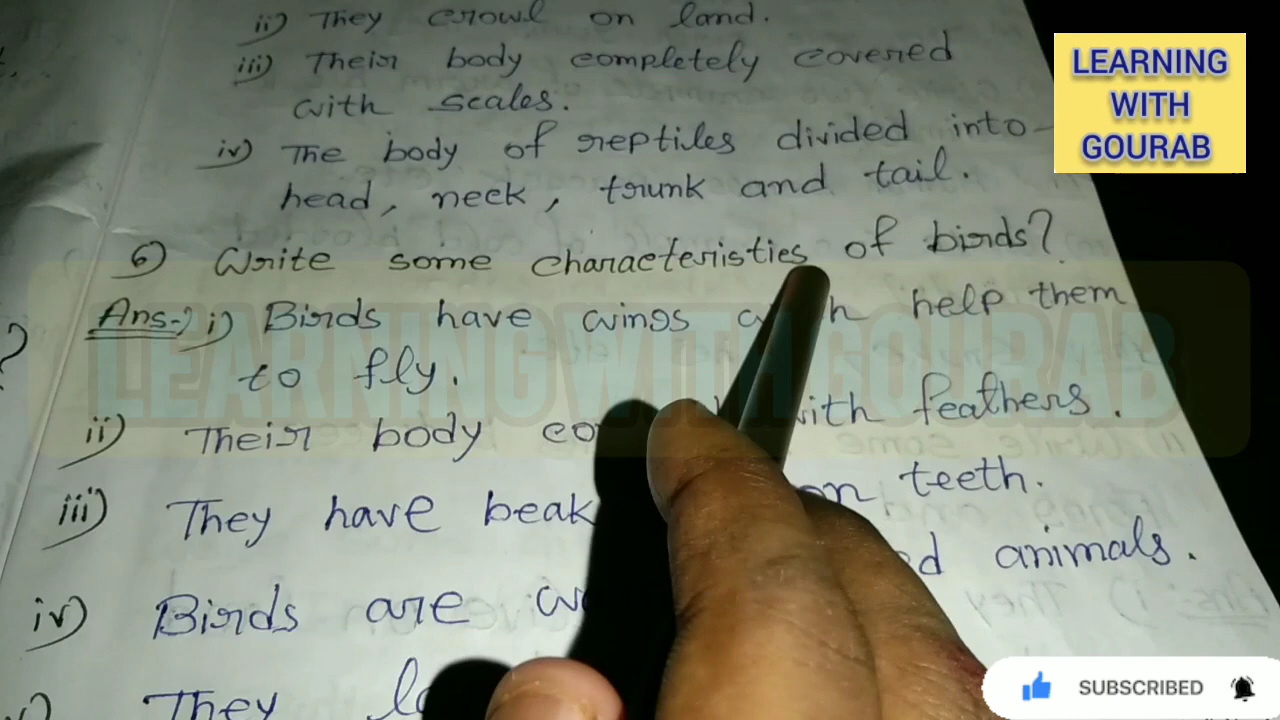 ii) They crowl on land.
iii) Their body completely covered
with scales.
iv) The body of reptiles divided into-
head, neck, trunk and tail.
6) Write some characteristics of birds?
Ans-> i) Birds have wings help them
to fly.
ii) Their body with feathers.
iii) They have beak teeth.
iv) Birds are animals.
They
LEARNING
WITH
GOURAB
LEARNINGWITHGOURAB
SUBSCRIBED